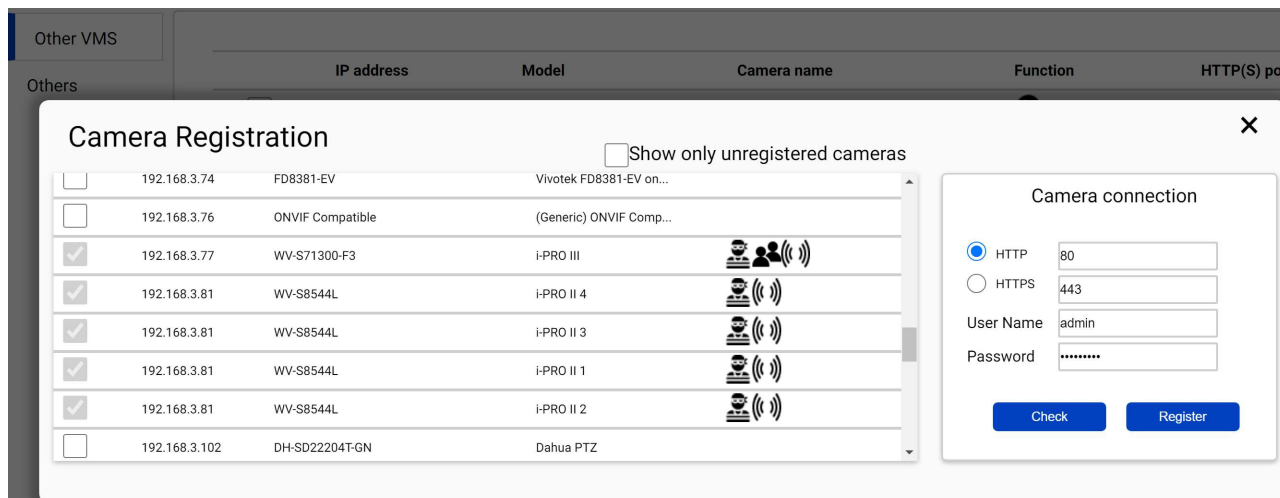 Other VMS
Others
IP address Model Camera name Function HTTP(S) po
Camera Registration
Show only unregistered cameras
192.168.3.74 FD8381-EV Vivotek FD8381-EV on...
192.168.3.76 ONVIF Compatible (Generic) ONVIF Comp...
192.168.3.77 WV-S71300-F3 i-PRO III
192.168.3.81 WV-S8544L i-PRO II 4
192.168.3.81 WV-S8544L i-PRO II 3
192.168.3.81 WV-S8544L i-PRO II 1
192.168.3.81 WV-S8544L i-PRO II 2
192.168.3.102 DH-SD22204T-GN Dahua PTZ
Camera connection
HTTP 80
HTTPS 443
User Name admin
Password •••••••••
Check Register